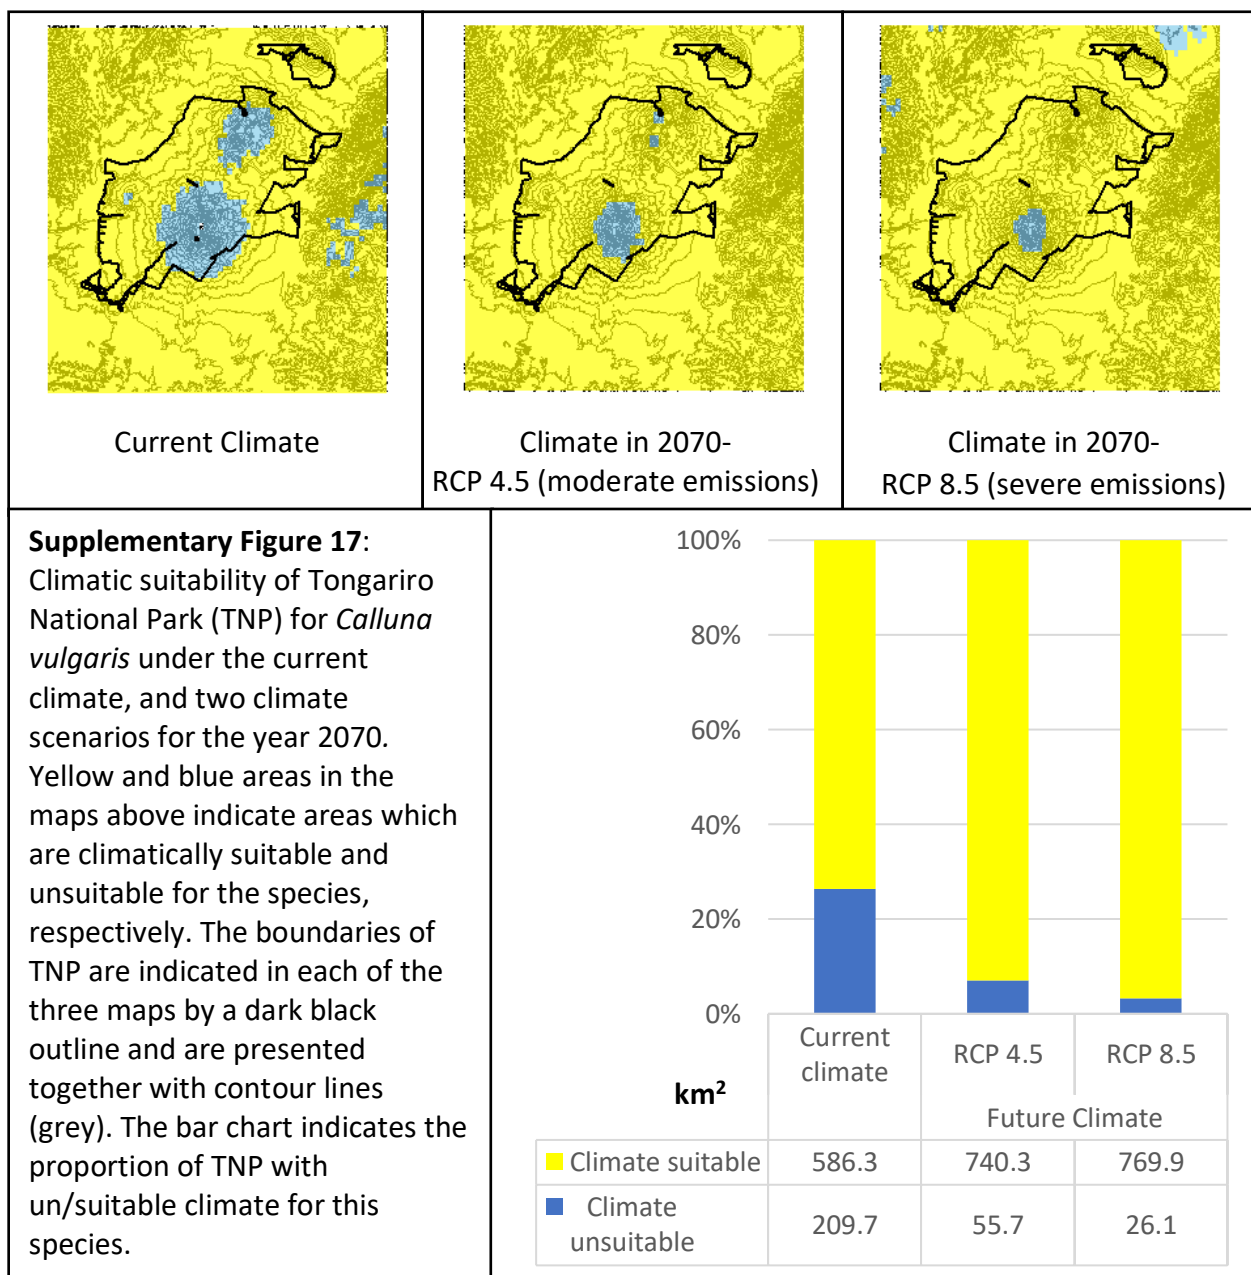 Current Climate
Climate in 2070-
RCP 4.5 (moderate emissions)
Climate in 2070-
RCP 8.5 (severe emissions)
Supplementary Figure 17:
Climatic suitability of Tongariro
National Park (TNP) for Calluna
vulgaris under the current
climate, and two climate
scenarios for the year 2070.
Yellow and blue areas in the
maps above indicate areas which
are climatically suitable and
unsuitable for the species,
respectively. The boundaries of
TNP are indicated in each of the
three maps by a dark black
outline and are presented
together with contour lines
(grey). The bar chart indicates the
proportion of TNP with
un/suitable climate for this
species.
100%
80%
60%
40%
20%
0%
Current
climate
RCP 4.5
RCP 8.5
km²
Future Climate
Climate suitable 586.3 740.3 769.9
Climate
unsuitable 209.7 55.7 26.1